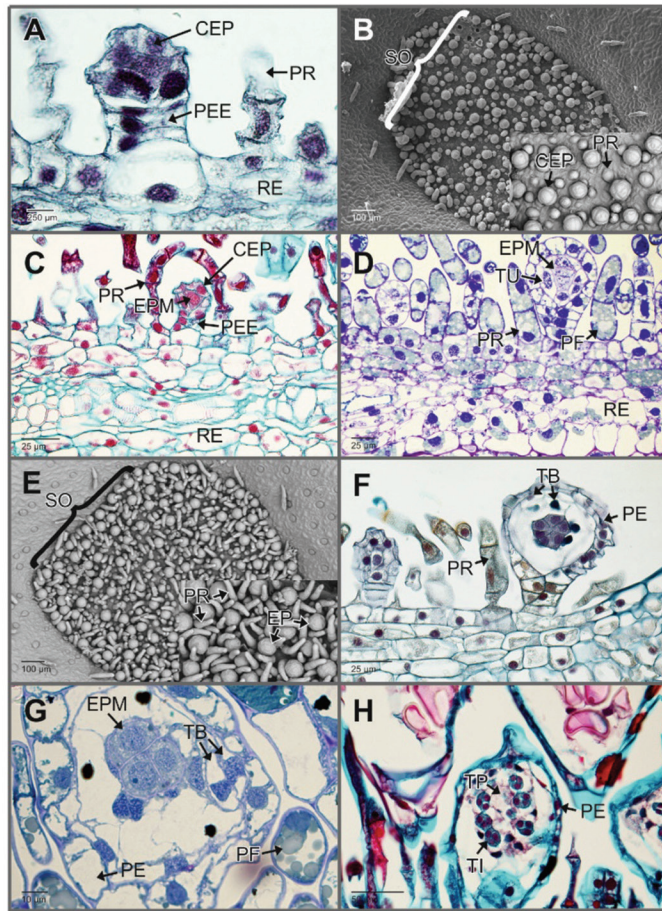 A
CEP
PR
PEE
RE
250 µm
B
SO
PR
CEP
100 µm
C
CEP
PR
EPM
PEE
RE
25 µm
D
EPM
TU
PR
PF
RE
25 µm
E
SO
PR
EP
100 µm
F
TB
PE
PR
25 µm
G
EPM
TB
PE
PF
10 µm
H
TP
PE
TI